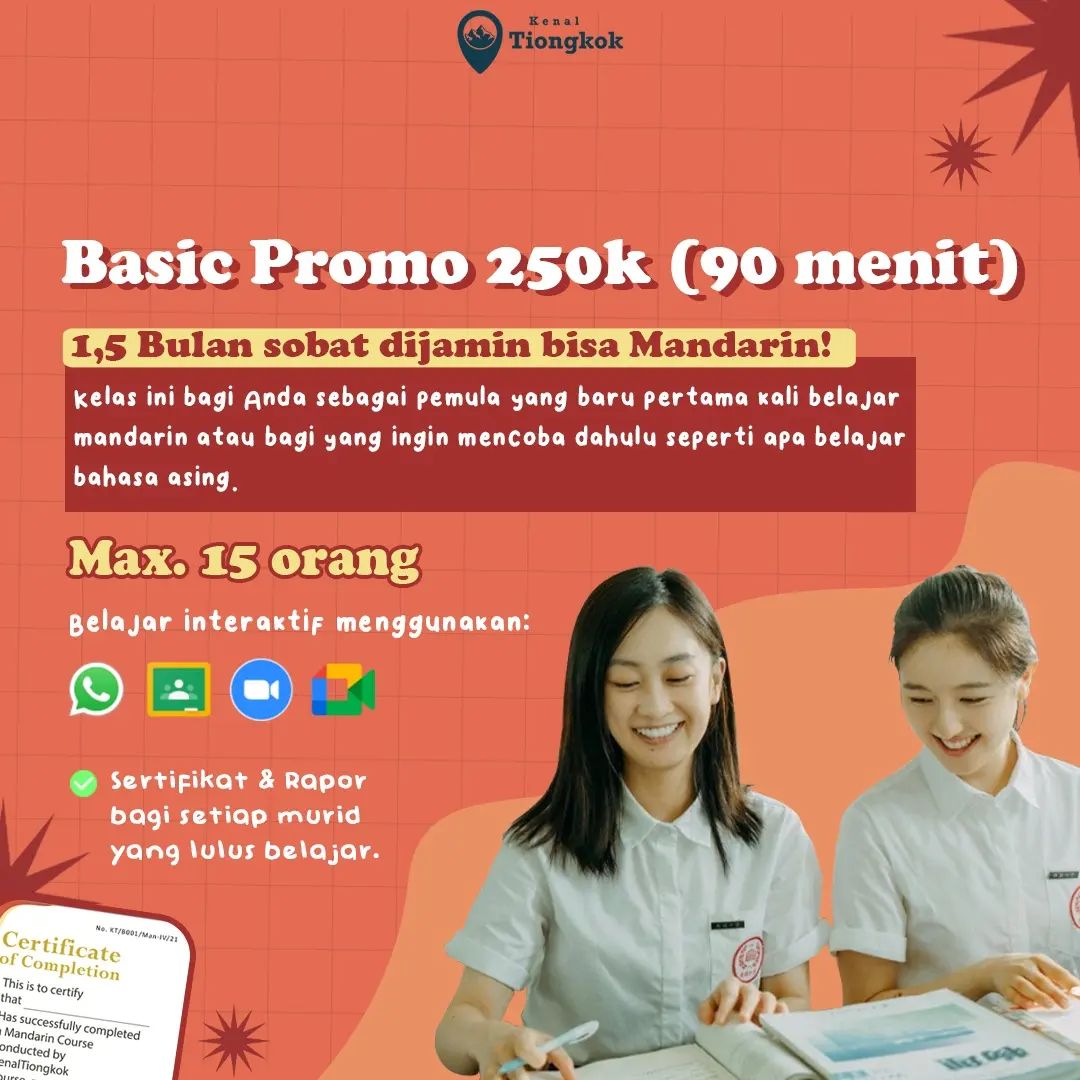 Kenal
Tiongkok
Basic Promo 250k (90 menit)
1,5 Bulan sobat dijamin bisa Mandarin!
Kelas ini bagi Anda sebagai pemula yang baru pertama kali belajar
mandarin atau bagi yang ingin mencoba dahulu seperti apa belajar
bahasa asing.
Max. 15 orang
Belajar interaktif menggunakan:
Sertifikat & Rapor
bagi setiap murid
yang lulus belajar.
No. KT/B001/Man-IV/21
Certificate
of Completion
This is to certify
that
Has successfully completed
Mandarin Course
onducted by
enalTiongkok